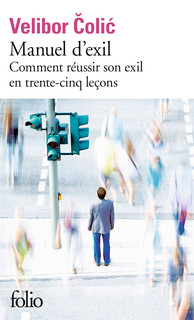 Velibor Čolić
Manuel d'exil
Comment réussir son exil
en trente-cinq leçons
folio